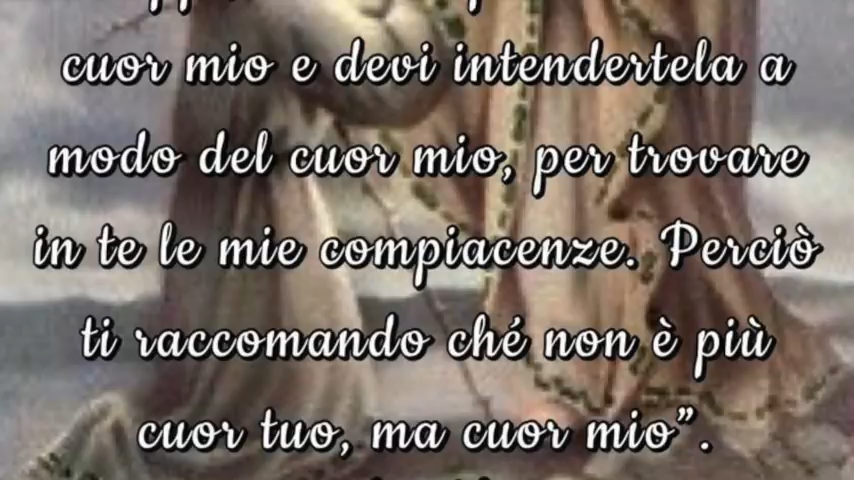 cuor mio e devi intendertela a
modo del cuor mio, per trovare
in te le mie compiacenze. Perciò
ti raccomando ché non è più
cuor tuo, ma cuor mio”.